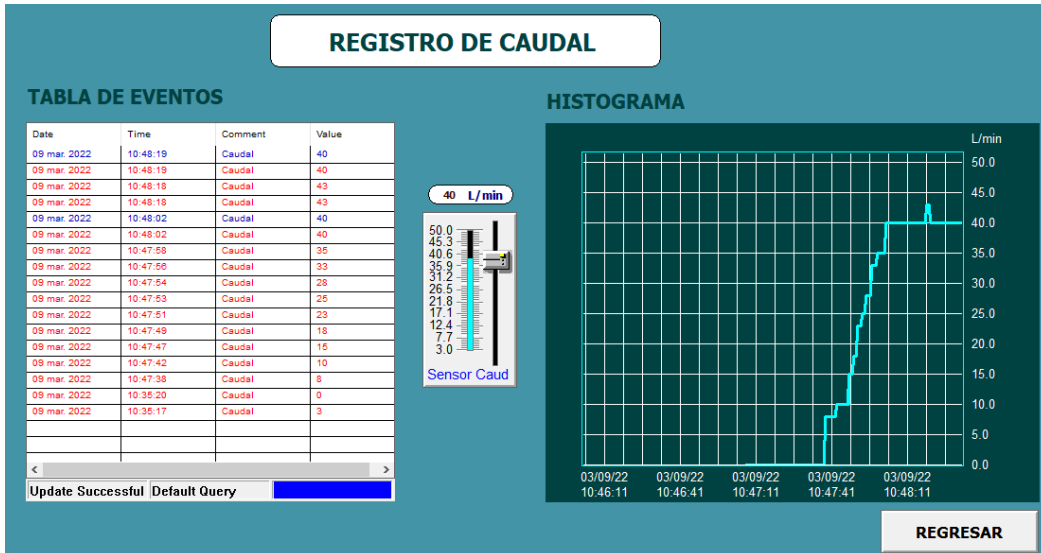 REGISTRO DE CAUDAL
TABLA DE EVENTOS
Date Time Comment Value
09 mar. 2022 10:48:19 Caudal 40
09 mar. 2022 10:48:19 Caudal 40
09 mar. 2022 10:48:18 Caudal 43
09 mar. 2022 10:48:18 Caudal 43
09 mar. 2022 10:48:02 Caudal 40
09 mar. 2022 10:48:02 Caudal 40
09 mar. 2022 10:47:58 Caudal 35
09 mar. 2022 10:47:56 Caudal 33
09 mar. 2022 10:47:54 Caudal 28
09 mar. 2022 10:47:53 Caudal 25
09 mar. 2022 10:47:51 Caudal 23
09 mar. 2022 10:47:49 Caudal 18
09 mar. 2022 10:47:47 Caudal 15
09 mar. 2022 10:47:42 Caudal 10
09 mar. 2022 10:47:38 Caudal 8
09 mar. 2022 10:35:20 Caudal 0
09 mar. 2022 10:35:17 Caudal 3
Update Successful Default Query
40 L/min
50.0
45.3
40.6
35.9
31.2
26.5
21.8
17.1
12.4
7.7
3.0
Sensor Caud
HISTOGRAMA
L/min
50.0
45.0
40.0
35.0
30.0
25.0
20.0
15.0
10.0
5.0
0.0
03/09/22 03/09/22 03/09/22 03/09/22 03/09/22
10:46:11 10:46:41 10:47:11 10:47:41 10:48:11
REGRESAR